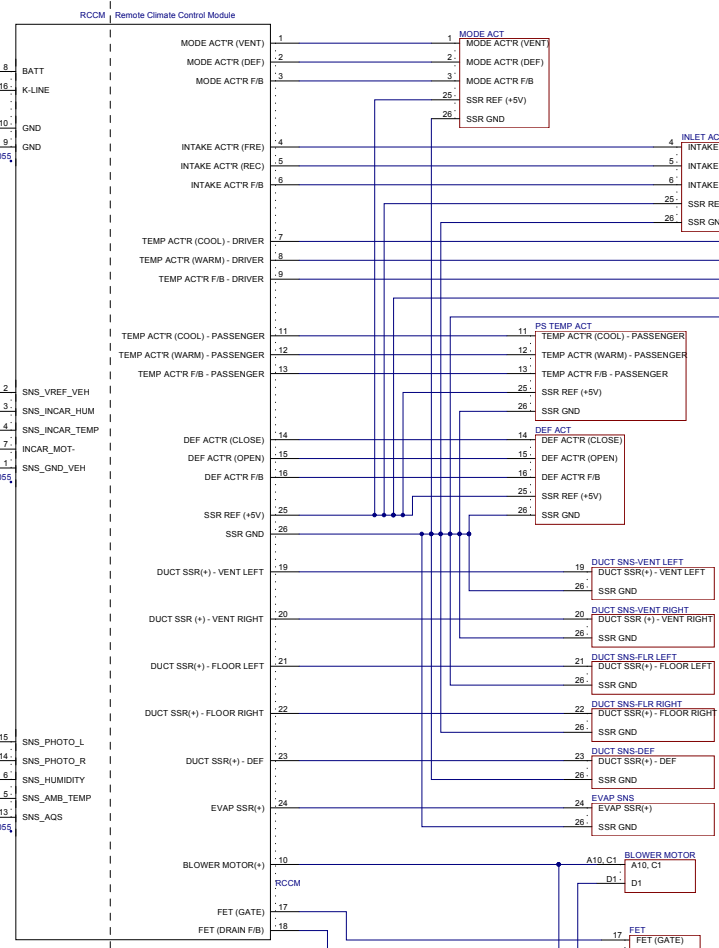 RCCM Remote Climate Control Module
MODE ACT
MODE ACT'R (VENT) 1 1 MODE ACT'R (VENT)
MODE ACT'R (DEF) 2 2 MODE ACT'R (DEF)
8 BATT MODE ACT'R F/B 3 3 MODE ACT'R F/B
16 K-LINE 25 SSR REF (+5V)
26 SSR GND
10 GND
INLET AC
9 GND INTAKE ACT'R (FRE) 4 4 INTAKE
055 INTAKE ACT'R (REC) 5 5 INTAKE
INTAKE ACT'R F/B 6 6 INTAKE
25 SSR RE
26 SSR GN
TEMP ACT'R (COOL) - DRIVER 7
TEMP ACT'R (WARM) - DRIVER 8
TEMP ACT'R F/B - DRIVER 9
PS TEMP ACT
TEMP ACT'R (COOL) - PASSENGER 11 11 TEMP ACT'R (COOL) - PASSENGER
TEMP ACT'R (WARM) - PASSENGER 12 12 TEMP ACT'R (WARM) - PASSENGER
TEMP ACT'R F/B - PASSENGER 13 13 TEMP ACT'R F/B - PASSENGER
2 SNS_VREF_VEH 25 SSR REF (+5V)
3 SNS_INCAR_HUM 26 SSR GND
4 SNS_INCAR_TEMP DEF ACT
DEF ACT'R (CLOSE) 14 14 DEF ACT'R (CLOSE)
7 INCAR_MOT-
1 SNS_GND_VEH DEF ACT'R (OPEN) 15 15 DEF ACT'R (OPEN)
055 DEF ACT'R F/B 16 16 DEF ACT'R F/B
25 SSR REF (+5V)
SSR REF (+5V) 25 26 SSR GND
SSR GND 26
DUCT SNS-VENT LEFT
DUCT SSR(+) - VENT LEFT 19 19 DUCT SSR(+) - VENT LEFT
26 SSR GND
DUCT SNS-VENT RIGHT
DUCT SSR (+) - VENT RIGHT 20 20 DUCT SSR (+) - VENT RIGHT
26 SSR GND
DUCT SNS-FLR LEFT
DUCT SSR(+) - FLOOR LEFT 21 21 DUCT SSR(+) - FLOOR LEFT
26 SSR GND
DUCT SNS-FLR RIGHT
DUCT SSR(+) - FLOOR RIGHT 22 22 DUCT SSR(+) - FLOOR RIGHT
26 SSR GND
15 SNS_PHOTO_L
DUCT SNS-DEF
14 SNS_PHOTO_R DUCT SSR(+) - DEF 23 23 DUCT SSR(+) - DEF
6 SNS_HUMIDITY 26 SSR GND
5 SNS_AMB_TEMP EVAP SNS
EVAP SSR(+) 24 24 EVAP SSR(+)
13 SNS_AQS
055 26 SSR GND
BLOWER MOTOR
BLOWER MOTOR(+) 10 A10, C1 A10, C1
RCCM D1 D1
FET (GATE) 17
FET (DRAIN F/B) 18 FET
17 FET (GATE)